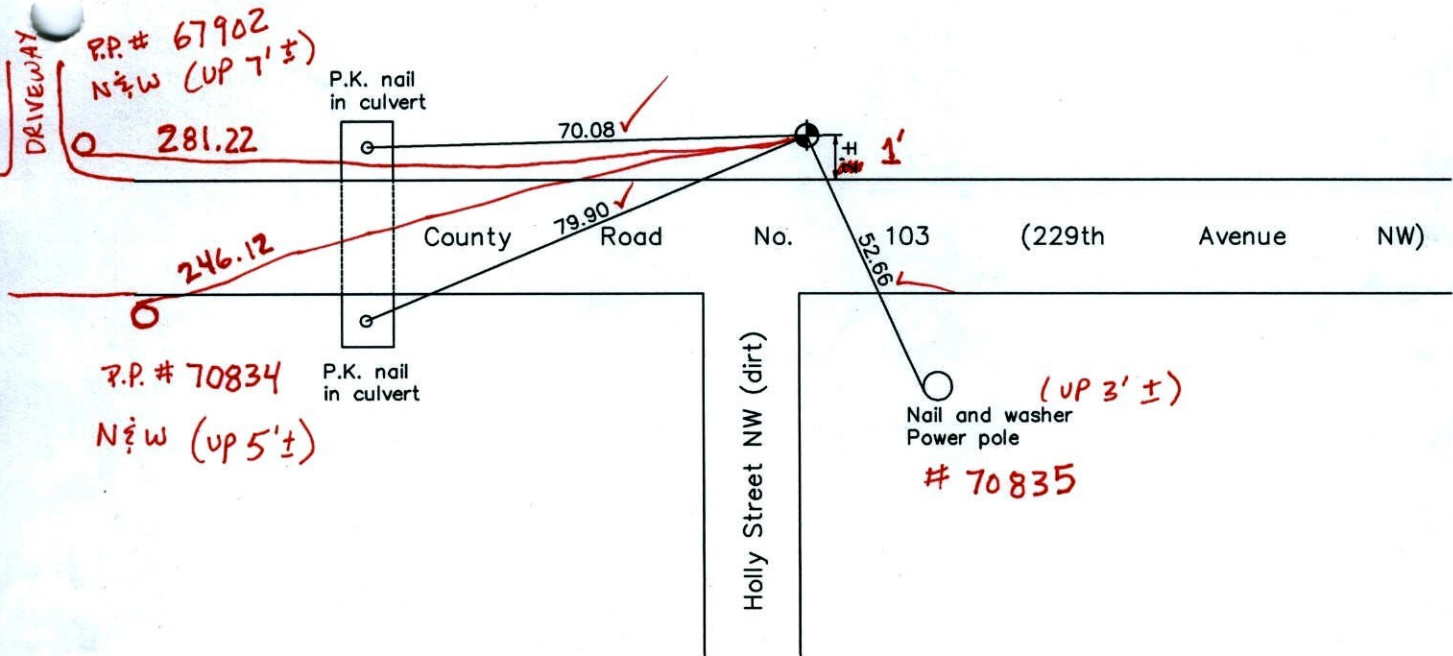 DRIVEWAY
P.P. # 67902
N&W (UP 7' ±)
P.K. nail
in culvert
281.22
70.08
±
1'
79.90
246.12
County Road No. 103 (229th Avenue NW)
52.66
P.P. # 70834
N&W (UP 5' ±)
P.K. nail
in culvert
Holly Street NW (dirt)
(UP 3' ±)
Nail and washer
Power pole
# 70835